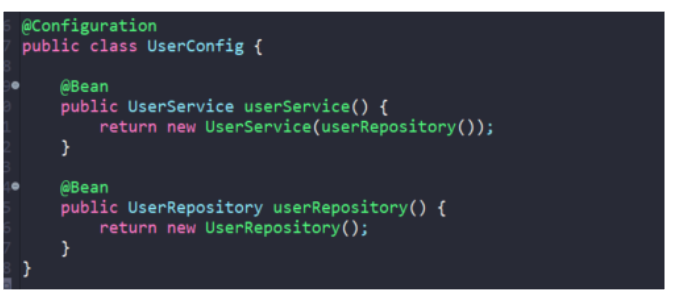 @Configuration
public class UserConfig {
@Bean
public UserService userService() {
return new UserService(userRepository());
}
@Bean
public UserRepository userRepository() {
return new UserRepository();
}
}